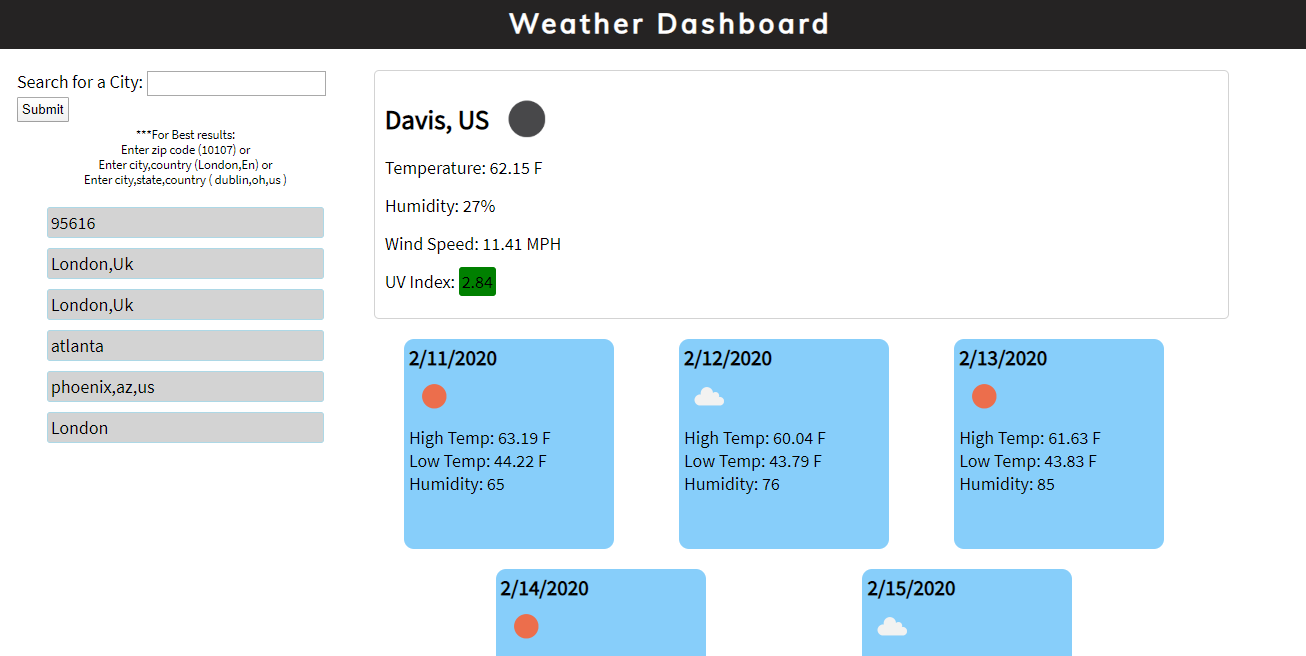 Weather Dashboard
Search for a City:
Submit
***For Best results:
Enter zip code (10107) or
Enter city,country (London,En) or
Enter city,state,country ( dublin,oh,us )
95616
London,Uk
London,Uk
atlanta
phoenix,az,us
London
Davis, US
Temperature: 62.15 F
Humidity: 27%
Wind Speed: 11.41 MPH
UV Index: 2.84
2/11/2020
High Temp: 63.19 F
Low Temp: 44.22 F
Humidity: 65
2/12/2020
High Temp: 60.04 F
Low Temp: 43.79 F
Humidity: 76
2/13/2020
High Temp: 61.63 F
Low Temp: 43.83 F
Humidity: 85
2/14/2020
2/15/2020